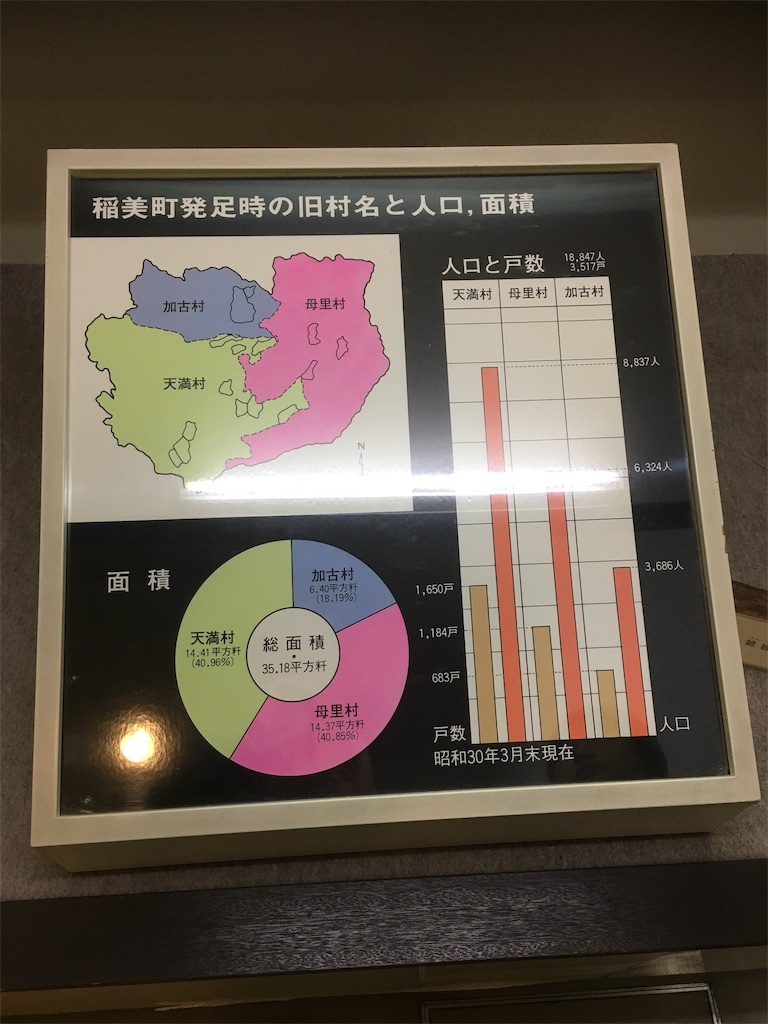 稲美町発足時の旧村名と人口,面積
加古村
母里村
天満村
N
人口と戸数
18,847人
3,517戸
天満村 母里村 加古村
8,837人
6,324人
3,686人
1,650戸
1,184戸
683戸
戸数
人口
昭和30年3月末現在
面積
加古村
6.40平方粁
(18.19%)
天満村
14.41平方粁
(40.96%)
総面積
35.18平方粁
母里村
14.37平方粁
(40.85%)